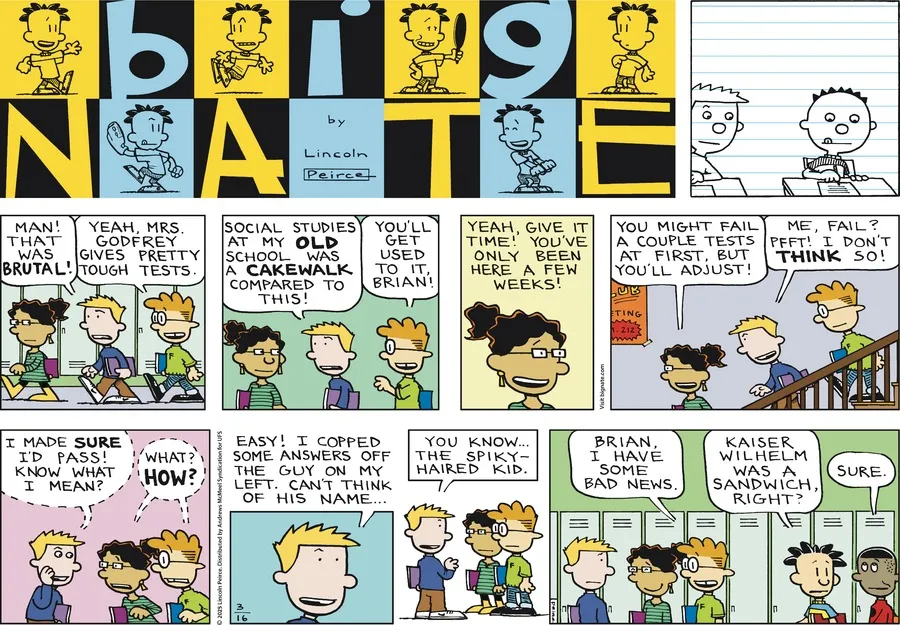 big
NATE
by
Lincoln
Peirce
MAN!
THAT
WAS
BRUTAL!
YEAH, MRS.
GODFREY
GIVES PRETTY
TOUGH TESTS.
SOCIAL STUDIES
AT MY OLD
SCHOOL WAS
A CAKEWALK
COMPARED TO
THIS!
YOU'LL
GET
USED
TO IT,
BRIAN!
YEAH, GIVE IT
TIME! YOU'VE
ONLY BEEN
HERE A FEW
WEEKS!
Visit bignate.com
YOU MIGHT FAIL
A COUPLE TESTS
AT FIRST, BUT
YOU'LL ADJUST!
ME, FAIL?
PFFT! I DON'T
THINK SO!
UB
ETING
212
I MADE SURE
I'D PASS!
KNOW WHAT
I MEAN?
WHAT?
HOW?
© 2025 Lincoln Peirce. Distributed by Andrews McMeel Syndication for UFS
EASY! I COPPED
SOME ANSWERS OFF
THE GUY ON MY
LEFT. CAN'T THINK
OF HIS NAME...
3
16
YOU KNOW...
THE SPIKY-
HAIRED KID.
BRIAN,
I HAVE
SOME
BAD NEWS.
KAISER
WILHELM
WAS A
SANDWICH,
RIGHT?
SURE.